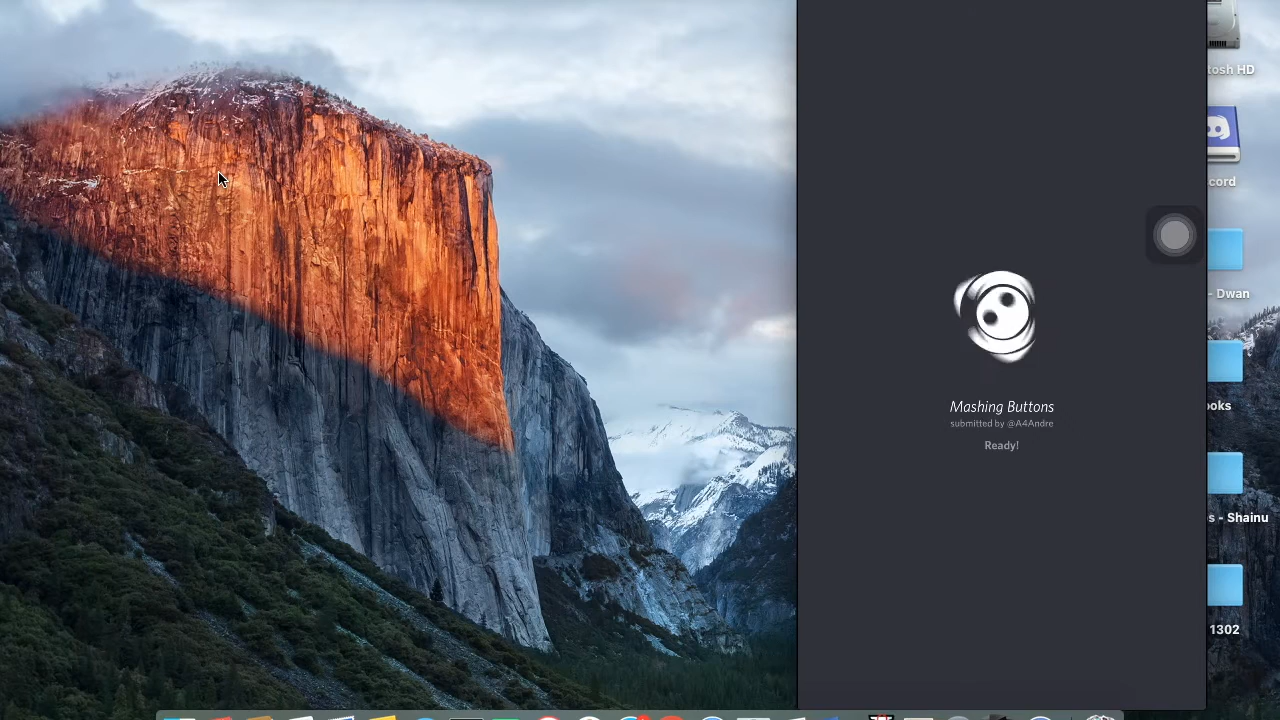 Mashing Buttons
submitted by @A4Andre
Ready!
tosh HD
cord
- Dwan
ooks
s - Shainu
1302